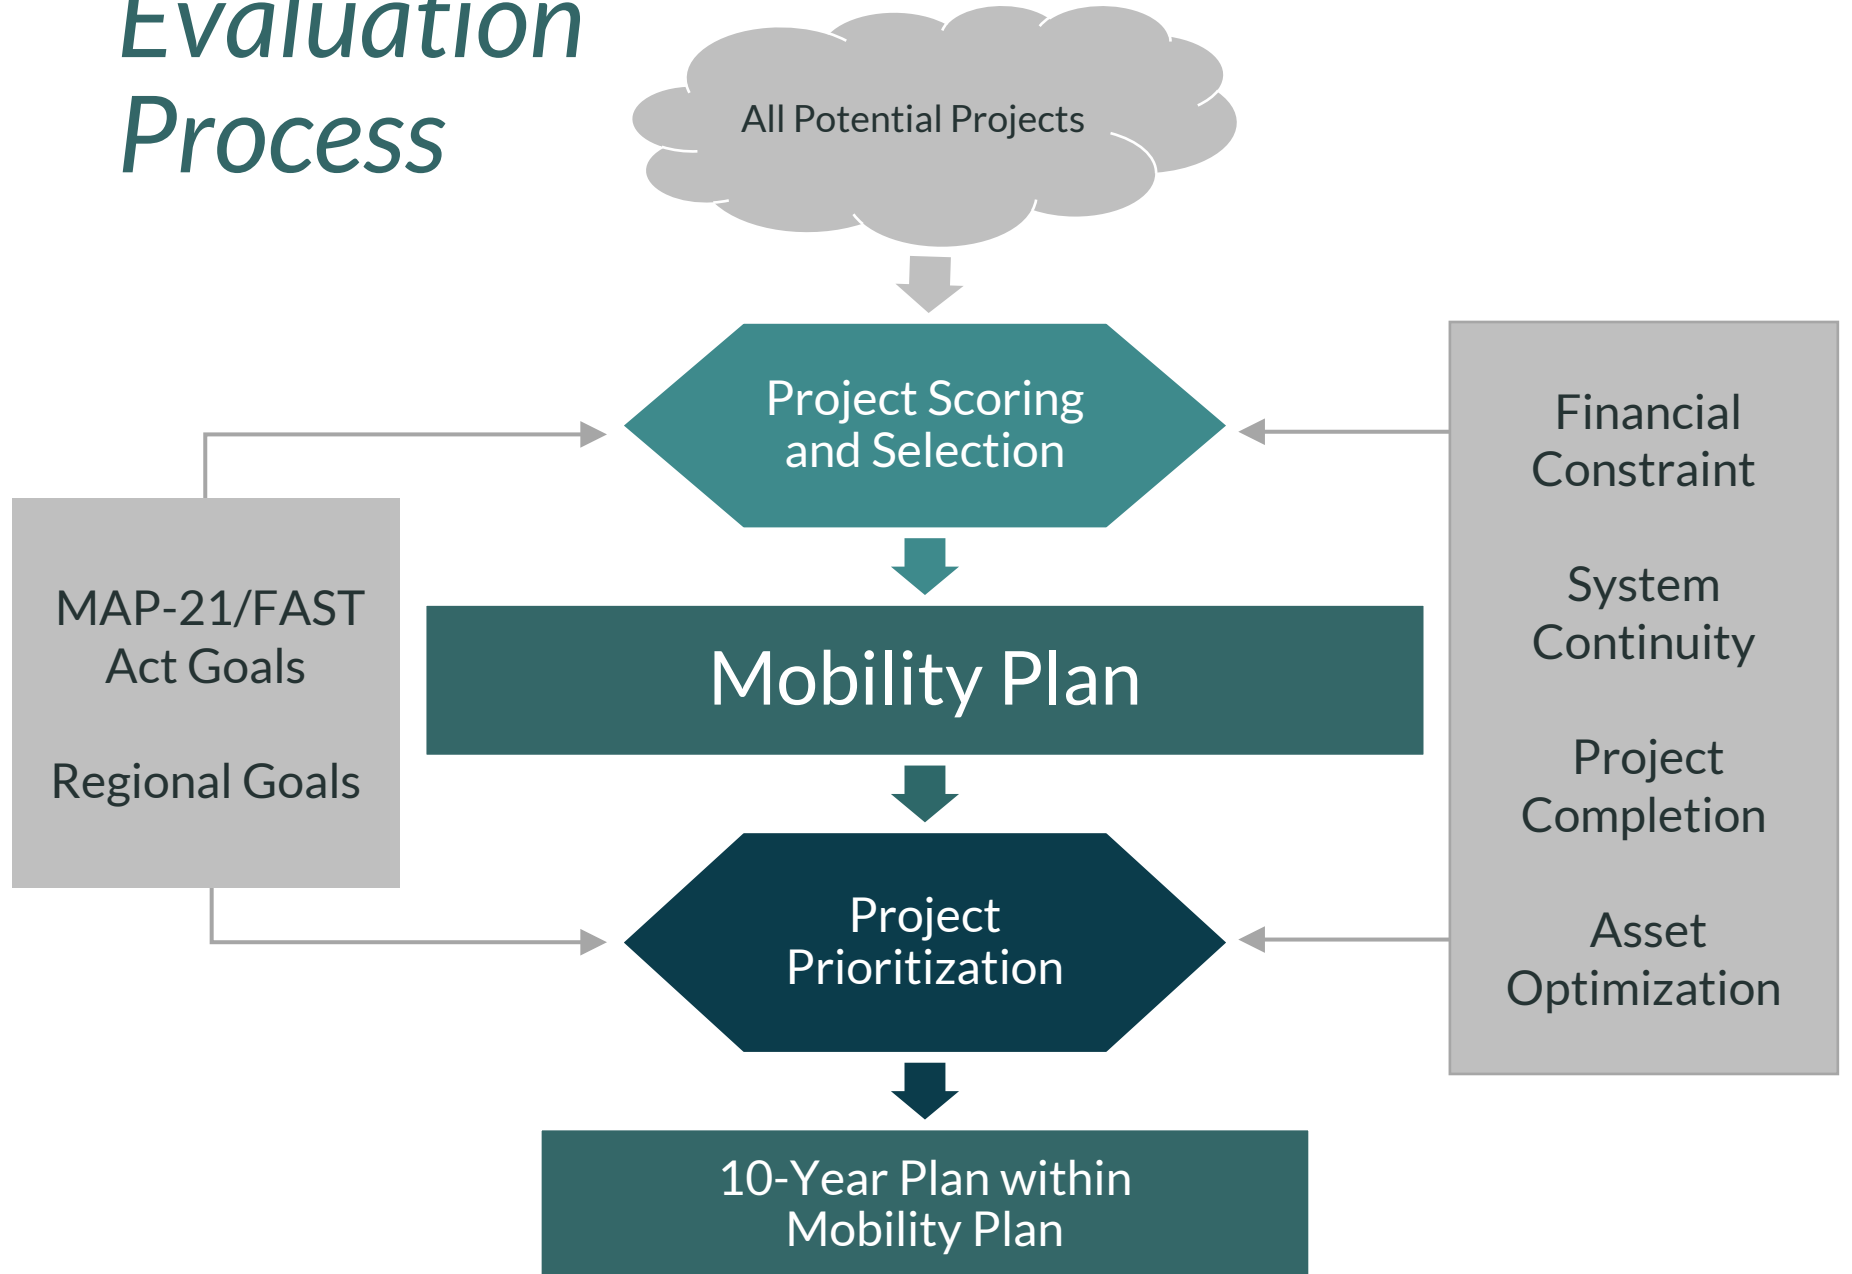 Evaluation
Process
All Potential Projects
Project Scoring
and Selection
Financial
Constraint
System
Continuity
Project
Completion
Asset
Optimization
MAP-21/FAST
Act Goals
Regional Goals
Mobility Plan
Project
Prioritization
10-Year Plan within
Mobility Plan